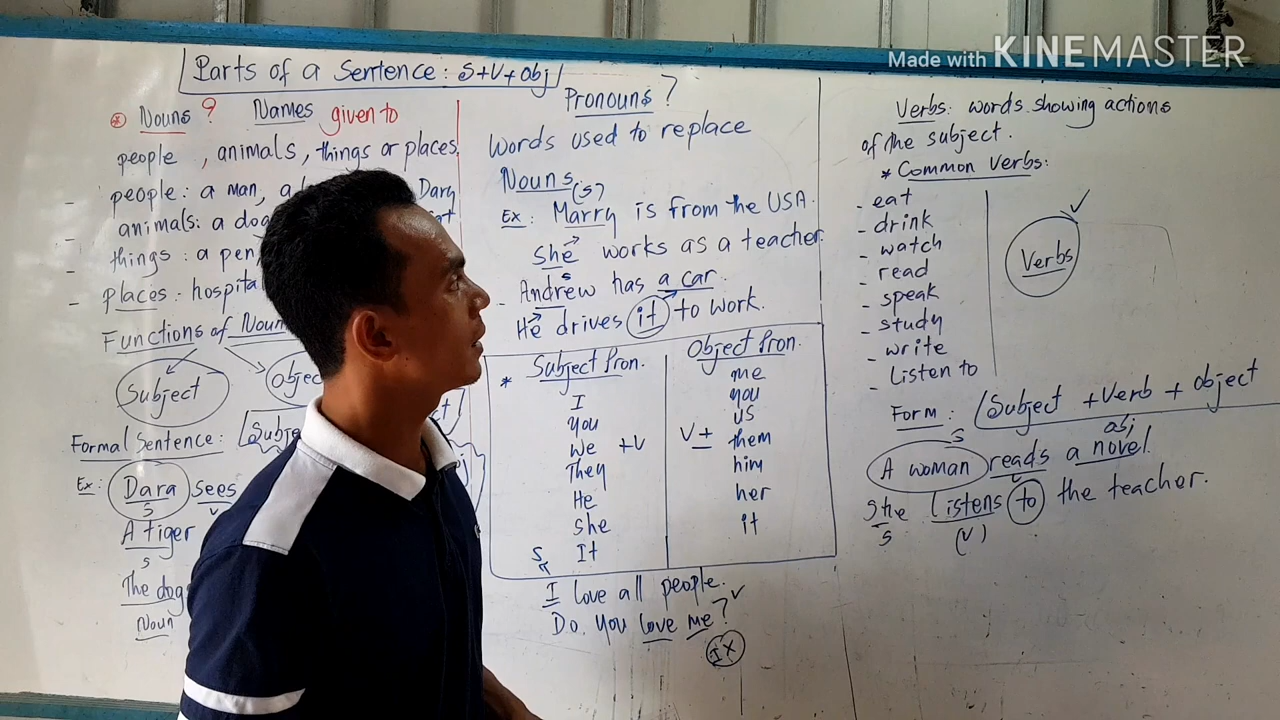 Made with KINEMASTER
Parts of a Sentence: S+V+Obj
* Nouns ? Names given to
people , animals, things or places.
- people: a man, a Dary
- animals: a dog
- things : a pen,
- places : hospita
Functions of Noun
Subject Objec
Formal Sentence: Subje
Ex: Dara sees
S V
A tiger
S
The dog
Noun
Pronouns ?
Words used to replace
Nouns
(S)
Ex: Marry is from the USA.
She works as a teacher.
S
- Andrew has a car.
He drives it to work.
* Subject Pron.
I
You
We +V
They
He
She
It
Object Pron.
me
you
us
V+ them
him
her
it
S
I love all people.
Do you love me?
I X
Verbs: words showing actions
of the subject.
* Common Verbs:
- eat
- drink
- watch
- read
- speak
- study
- write
- Listen to
Verbs
Form: Subject + Verb + object
S
A woman reads a novel.
V
She listens to the teacher.
S (V)